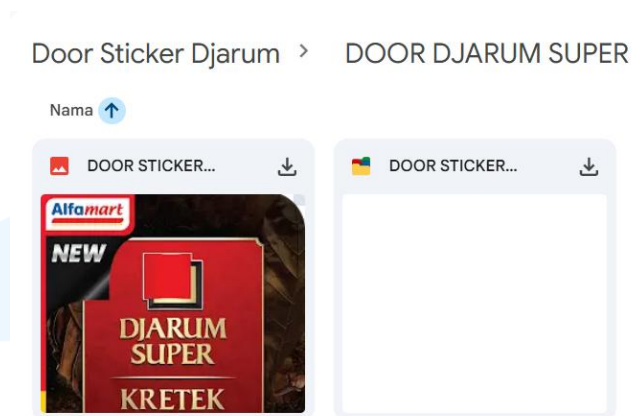 Door Sticker Djarum > DOOR DJARUM SUPER
Nama
DOOR STICKER...
DOOR STICKER...
Alfamart
NEW
DJARUM
SUPER
KRETEK